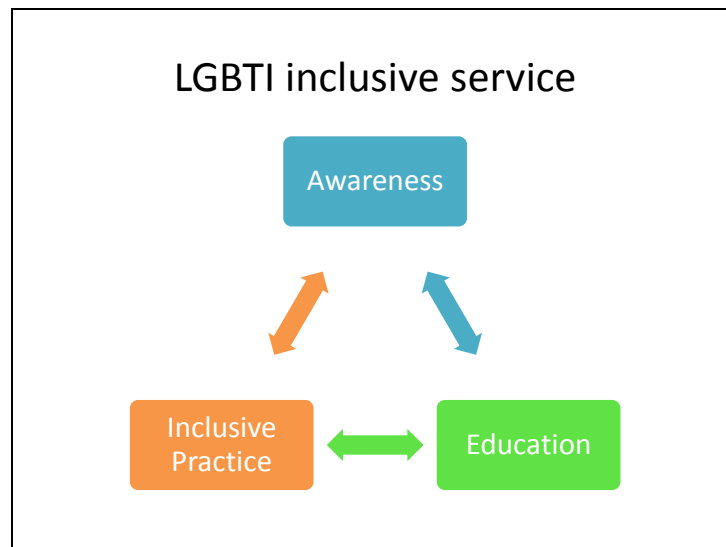 LGBTI inclusive service
Awareness
Inclusive
Practice
Education